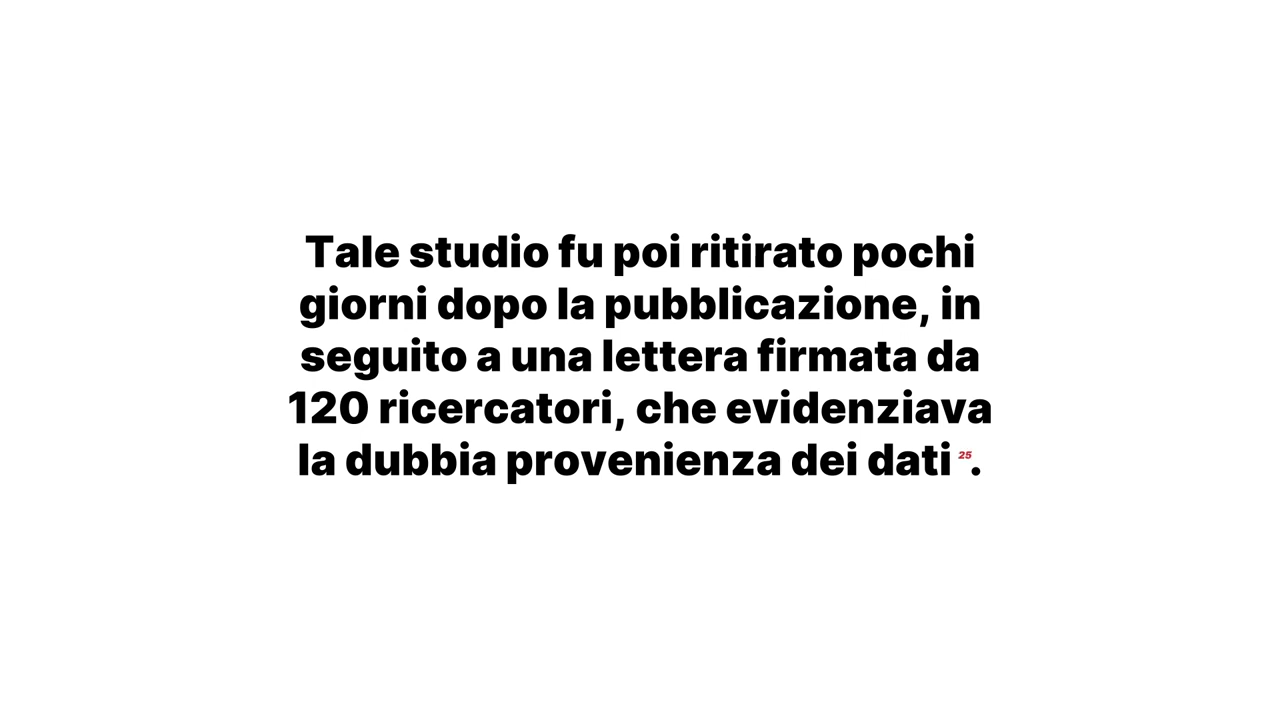 Tale studio fu poi ritirato pochi
giorni dopo la pubblicazione, in
seguito a una lettera firmata da
120 ricercatori, che evidenziava
la dubbia provenienza dei dati 25.